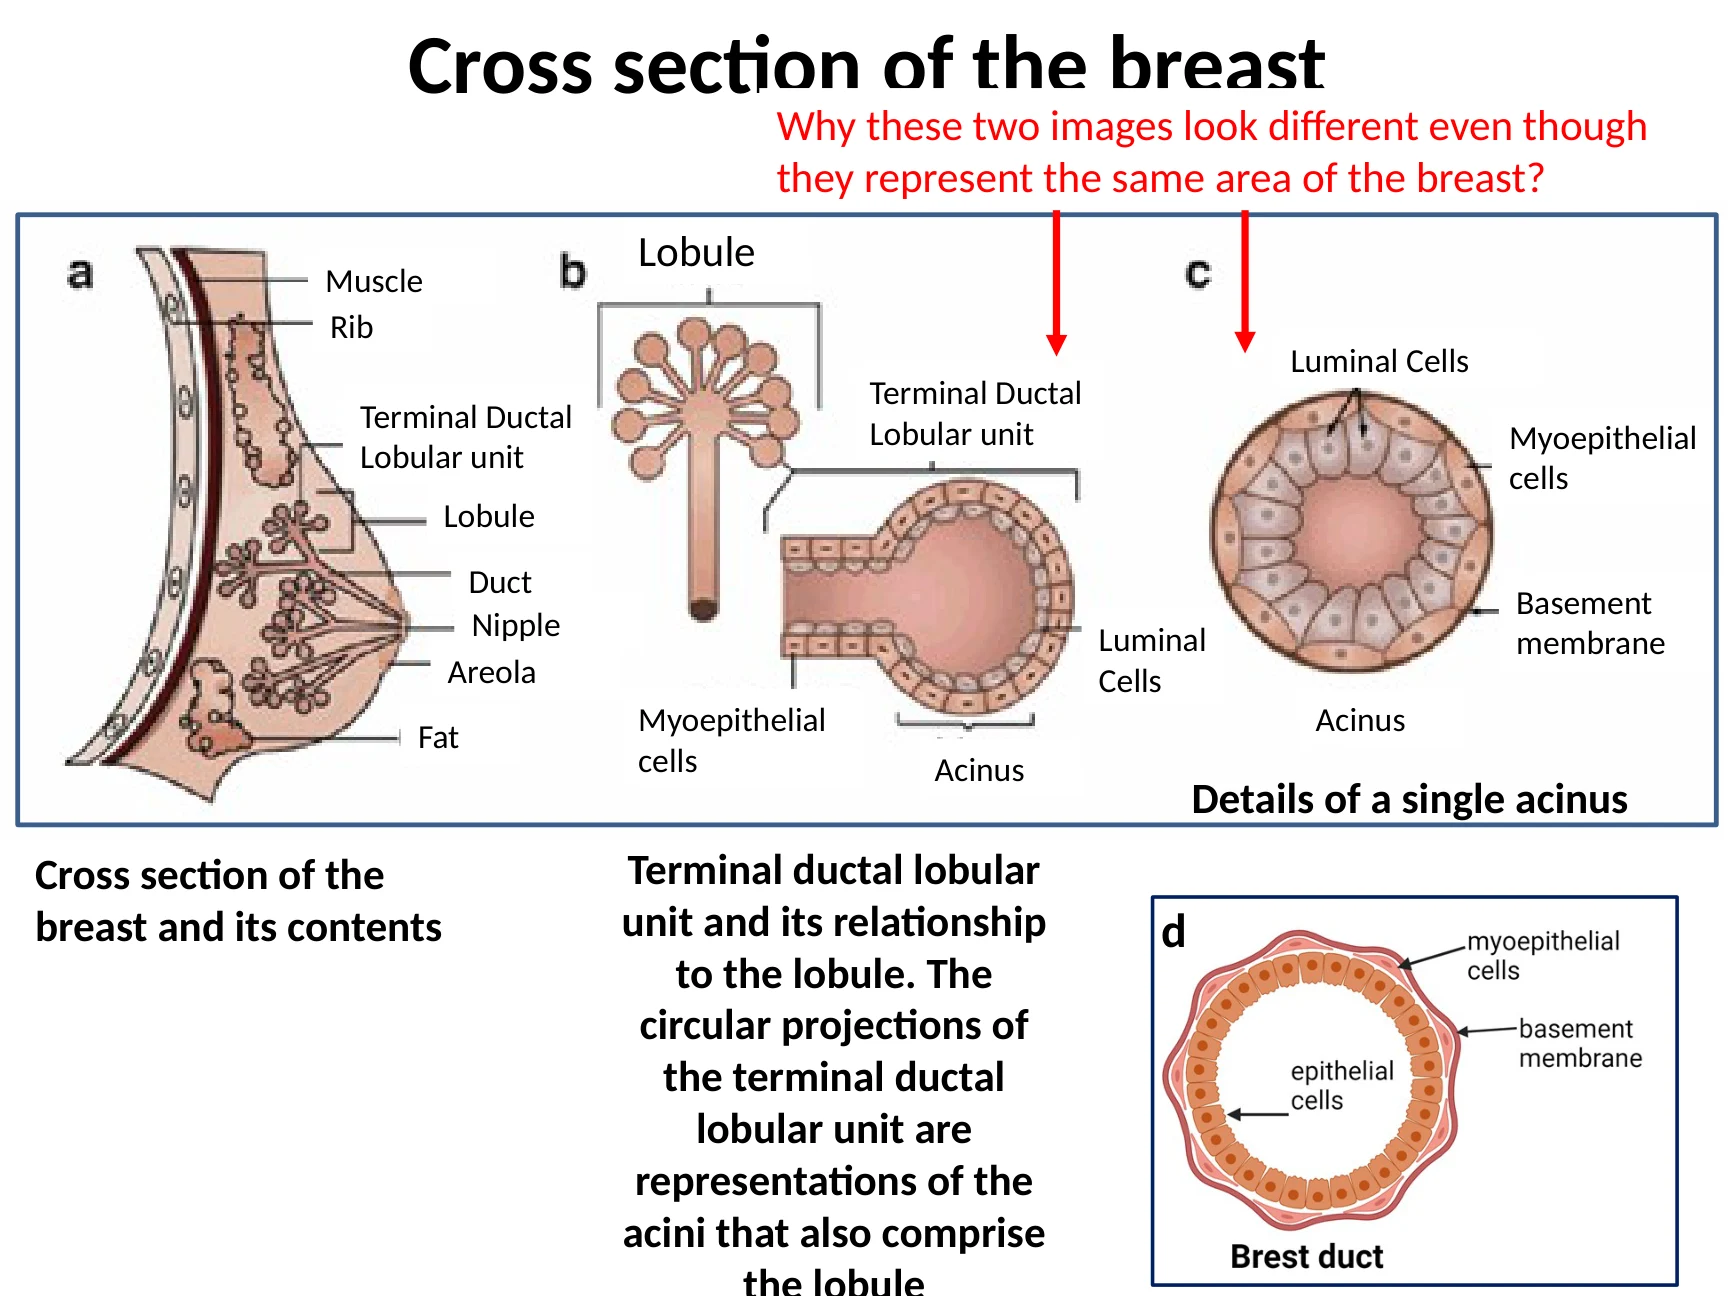 Cross section of the breast
Why these two images look different even though
they represent the same area of the breast?
a
Muscle
Rib
Terminal Ductal
Lobular unit
Lobule
Duct
Nipple
Areola
Fat
b
Lobule
Terminal Ductal
Lobular unit
Luminal
Cells
Myoepithelial
cells
Acinus
c
Luminal Cells
Myoepithelial
cells
Basement
membrane
Acinus
Details of a single acinus
Cross section of the
breast and its contents
Terminal ductal lobular
unit and its relationship
to the lobule. The
circular projections of
the terminal ductal
lobular unit are
representations of the
acini that also comprise
the lobule
d
myoepithelial
cells
basement
membrane
epithelial
cells
Brest duct